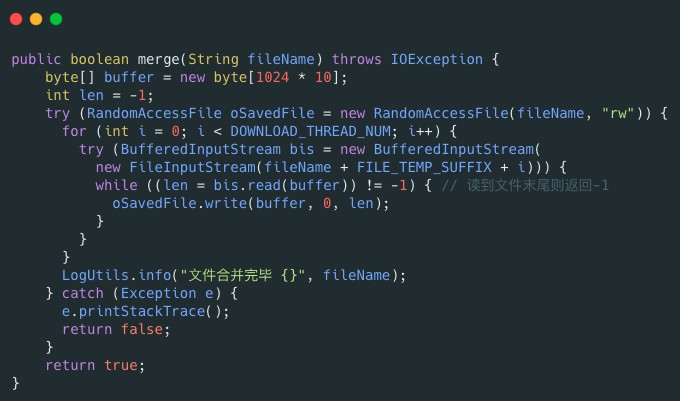 public boolean merge(String fileName) throws IOException {
    byte[] buffer = new byte[1024 * 10];
    int len = -1;
    try (RandomAccessFile oSavedFile = new RandomAccessFile(fileName, "rw")) {
      for (int i = 0; i < DOWNLOAD_THREAD_NUM; i++) {
        try (BufferedInputStream bis = new BufferedInputStream(
          new FileInputStream(fileName + FILE_TEMP_SUFFIX + i))) {
          while ((len = bis.read(buffer)) != -1) { // 读到文件末尾则返回-1
            oSavedFile.write(buffer, 0, len);
          }
        }
      }
      LogUtils.info("文件合并完毕 {}", fileName);
    } catch (Exception e) {
      e.printStackTrace();
      return false;
    }
    return true;
}